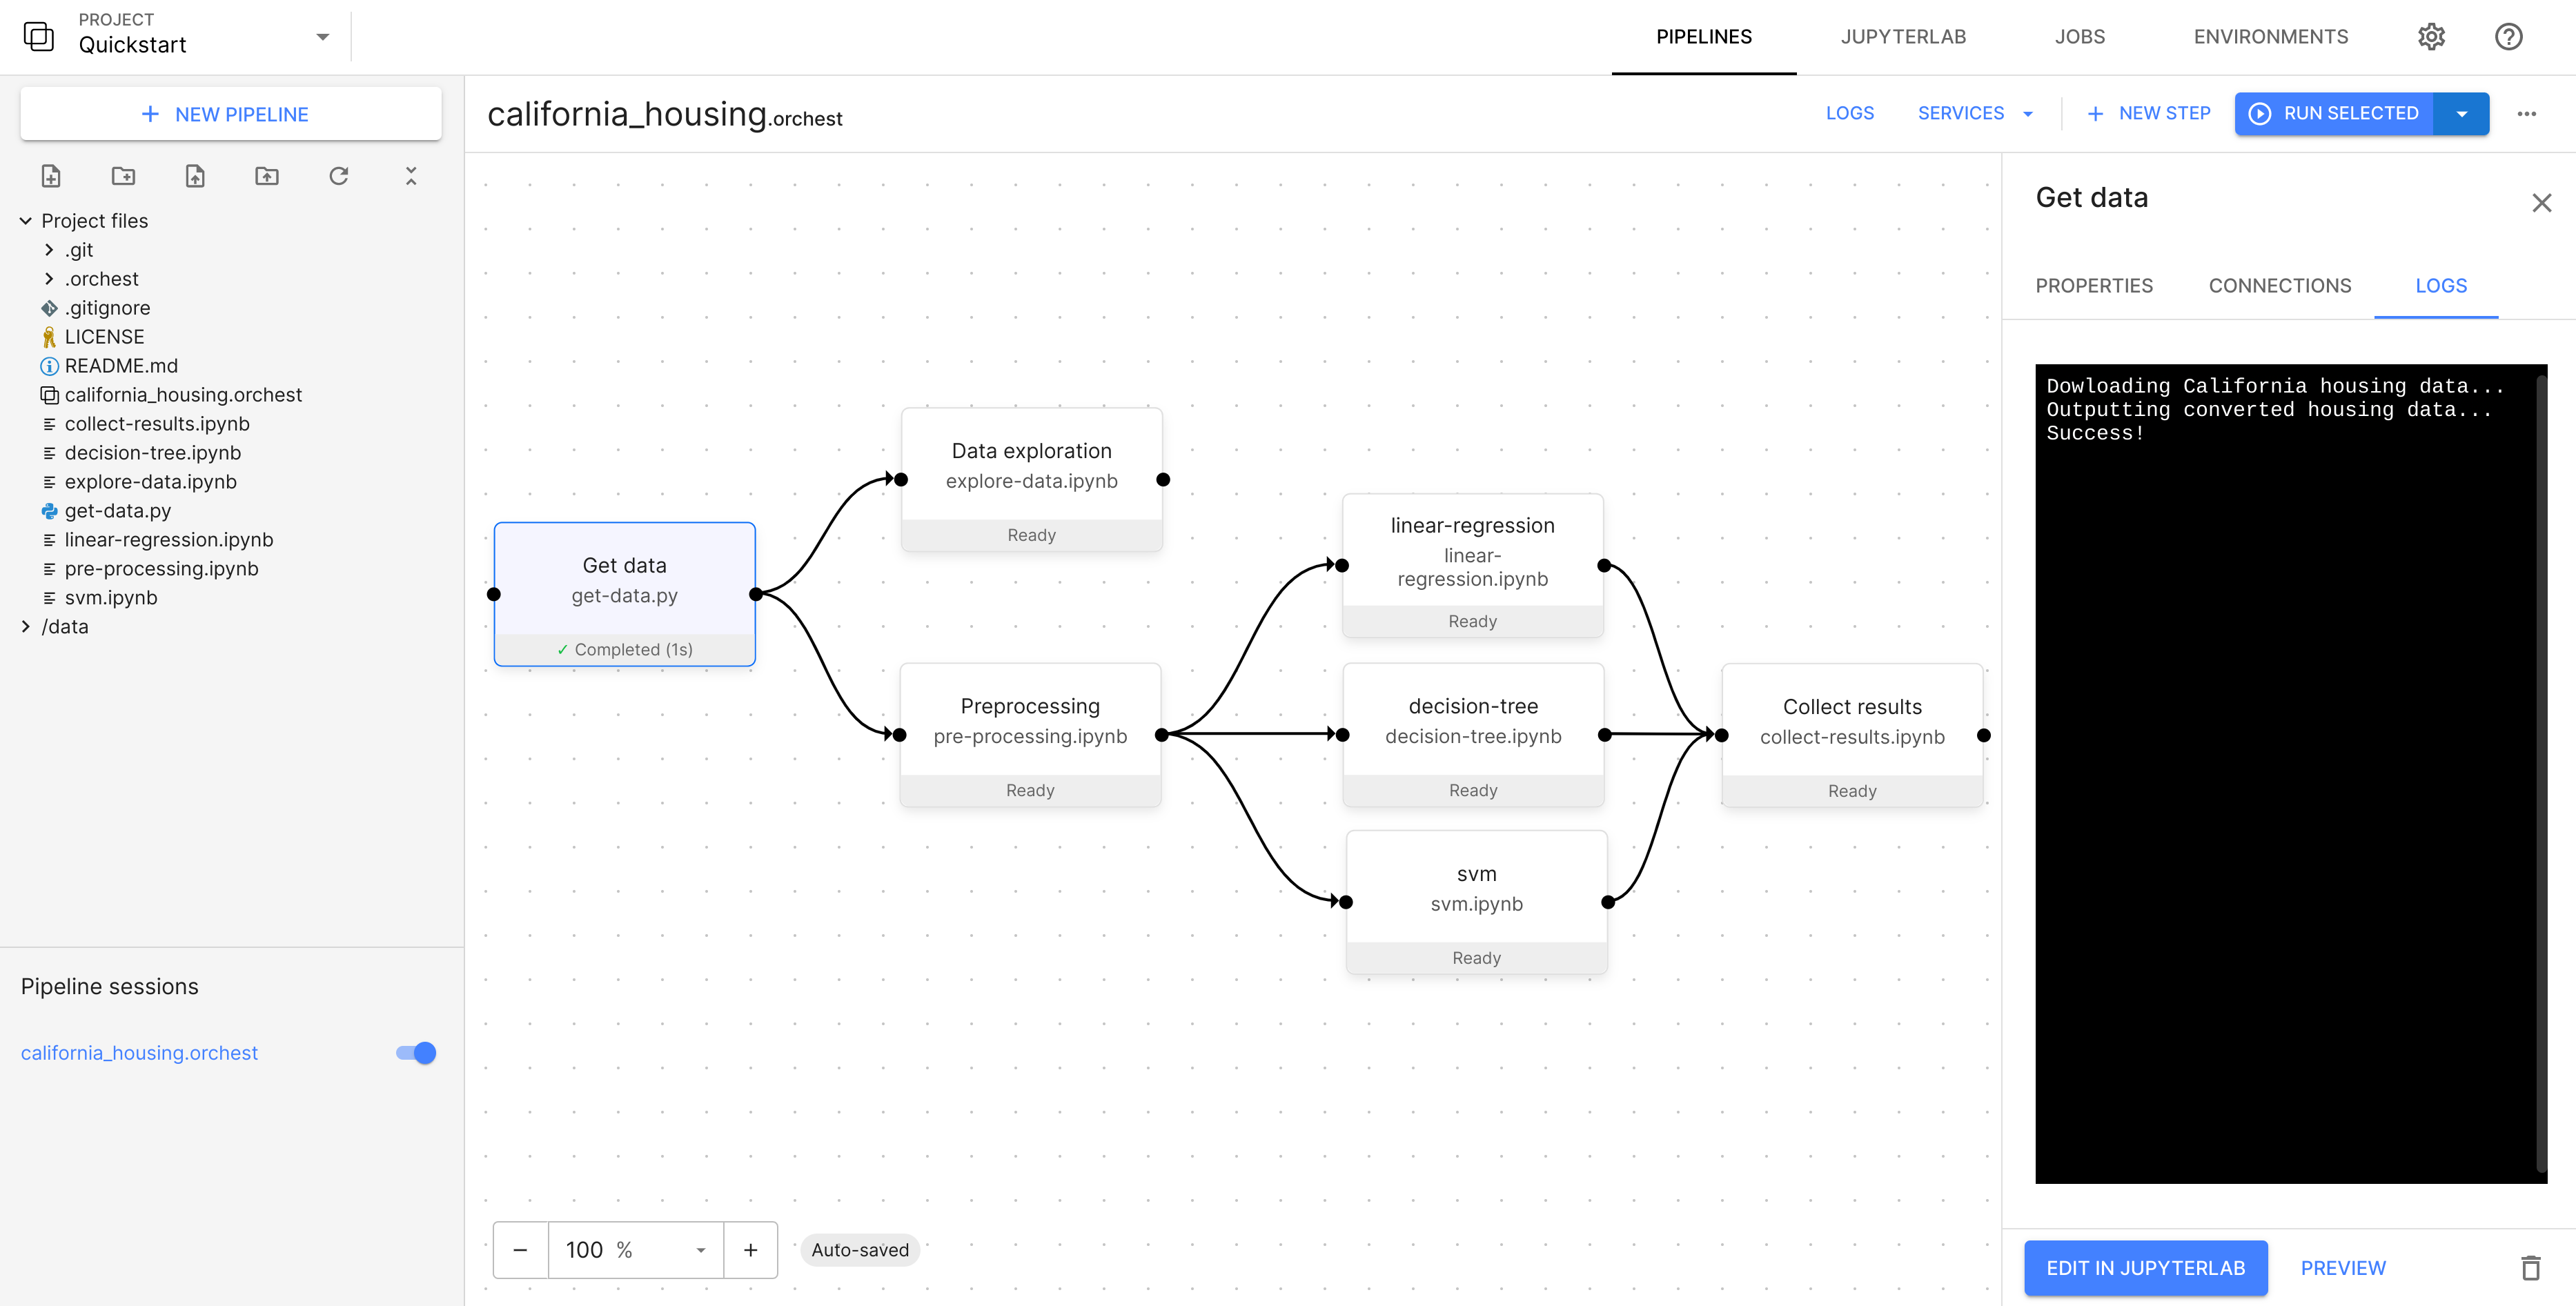 PROJECT
Quickstart
PIPELINES
JUPYTERLAB
JOBS
ENVIRONMENTS
NEW PIPELINE
Project files
.git
.orchest
.gitignore
LICENSE
README.md
california_housing.orchest
collect-results.ipynb
decision-tree.ipynb
explore-data.ipynb
get-data.py
linear-regression.ipynb
pre-processing.ipynb
svm.ipynb
/data
Pipeline sessions
california_housing.orchest
california_housing.orchest
LOGS
SERVICES
NEW STEP
RUN SELECTED
Get data
get-data.py
✓ Completed (1s)
Data exploration
explore-data.ipynb
Ready
Preprocessing
pre-processing.ipynb
Ready
linear-regression
linear-
regression.ipynb
Ready
decision-tree
decision-tree.ipynb
Ready
svm
svm.ipynb
Ready
Collect results
collect-results.ipynb
Ready
− 100 % +
Auto-saved
Get data
PROPERTIES
CONNECTIONS
LOGS
Dowloading California housing data...
Outputting converted housing data...
Success!
EDIT IN JUPYTERLAB
PREVIEW